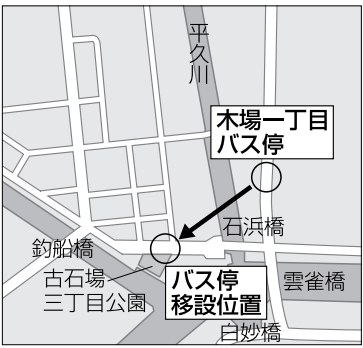 平久川
木場一丁目
バス停
石浜橋
釣船橋
古石場
三丁目公園
バス停
移設位置
雲雀橋
白妙橋